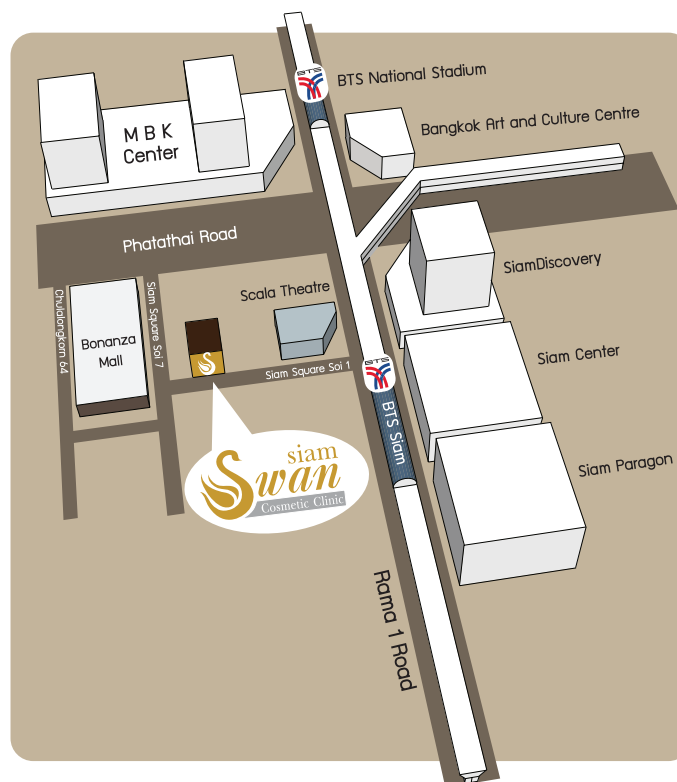 BTS
BTS National Stadium
Bangkok Art and Culture Centre
M B K
Center
Phatathai Road
SiamDiscovery
Scala Theatre
Chulalongkorn 64
Siam Square Soi 7
Bonanza
Mall
Siam Square Soi 1
BTS
Siam Center
BTS Siam
siam
Swan
Cosmetic Clinic
Siam Paragon
Rama 1 Road